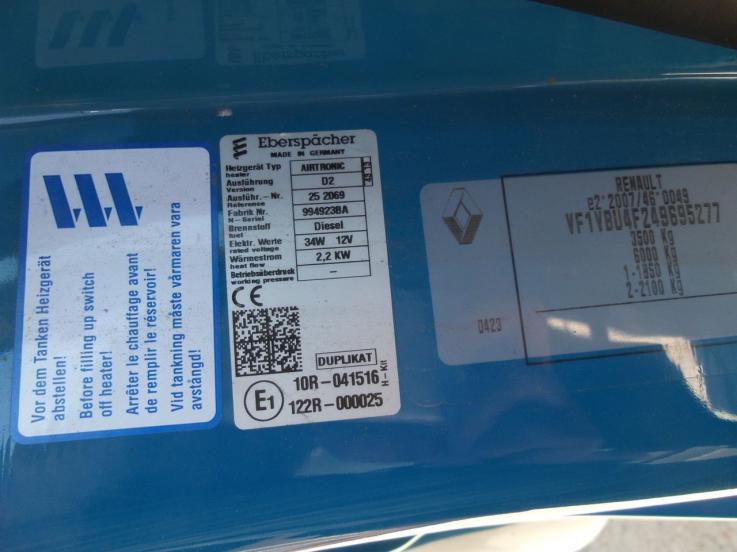 Vor dem Tanken Heizgerät
abstellen!
Before filling up switch
off heater!
Arrêter le chauffage avant
de remplir le réservoir!
Vid tankning måste värmaren vara
avstängd!
Eberspächer
MADE IN GERMANY
Heizgerät Typ
heater
AIRTRONIC
Ausführung
Version
D2
Ausführ.-Nr.
Reference
25 2069
Fabrik Nr.
N-Serial
994923BA
Brennstoff
fuel
Diesel
Elektr. Werte
rated voltage
34W 12V
Wärmestrom
heat flow
2,2 KW
Betriebsüberdruck
working pressure
–
CE
DUPLIKAT
H-Kit
E1
10R-041516
122R-000025
RENAULT
e2*2007/46*0049
VF1VBU4F249695277
3500 Kg
6000 Kg
1-1850 Kg
2-2100 Kg
0423